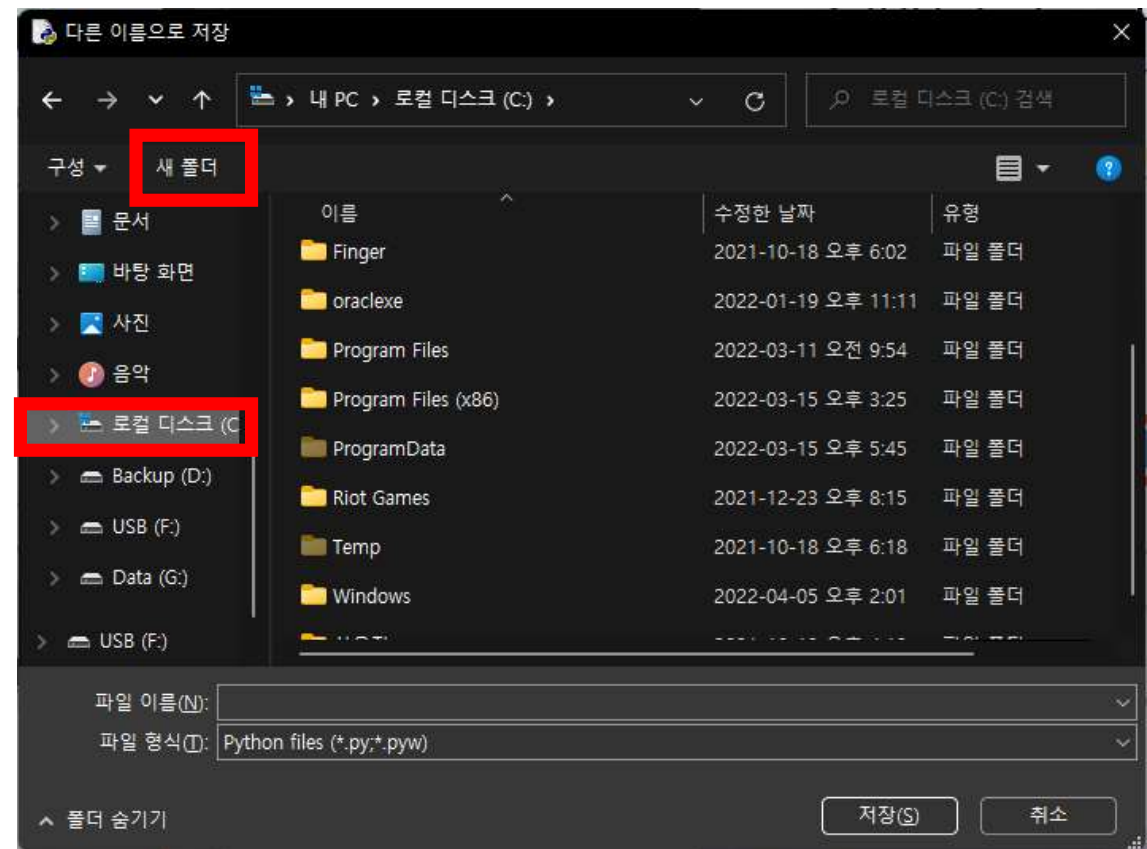 다른 이름으로 저장
내 PC › 로컬 디스크 (C:) ›
로컬 디스크 (C:) 검색
구성 새 폴더
이름 수정한 날짜 유형
문서
바탕 화면
사진
음악
로컬 디스크 (C
Backup (D:)
USB (F:)
Data (G:)
USB (F:)
Finger 2021-10-18 오후 6:02 파일 폴더
oraclexe 2022-01-19 오후 11:11 파일 폴더
Program Files 2022-03-11 오전 9:54 파일 폴더
Program Files (x86) 2022-03-15 오후 3:25 파일 폴더
ProgramData 2022-03-15 오후 5:45 파일 폴더
Riot Games 2021-12-23 오후 8:15 파일 폴더
Temp 2021-10-18 오후 6:18 파일 폴더
Windows 2022-04-05 오후 2:01 파일 폴더
파일 이름(N):
파일 형식(T): Python files (*.py;*.pyw)
폴더 숨기기
저장(S) 취소